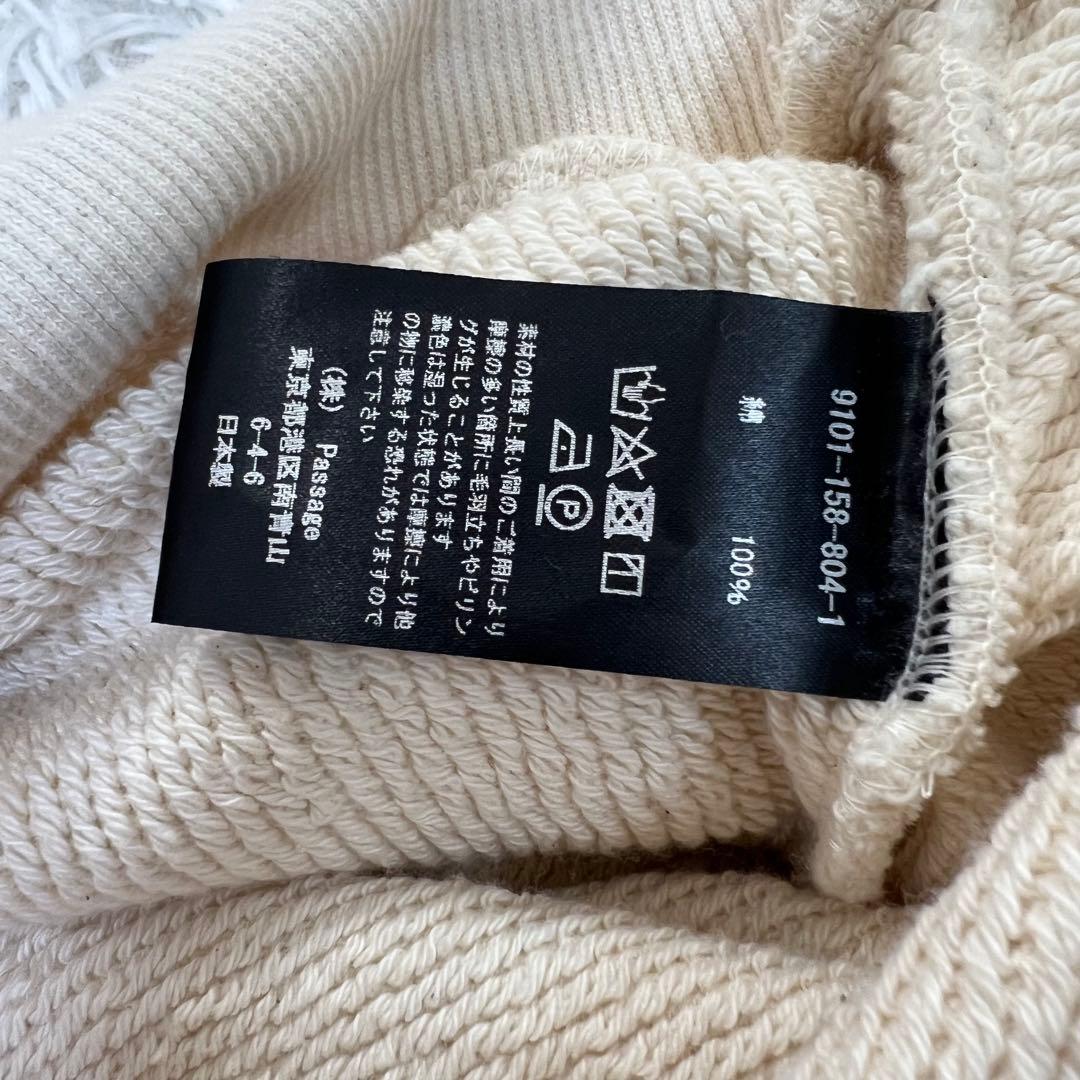 9101-158-804-1
綿 100%
P
素材の性質上長い間のご着用により
摩擦の多い箇所に毛羽立ちやピリン
グが生じることがあります
濃色は湿った状態では摩擦により他
の物に移染する恐れがありますので
注意して下さい
(株) Passage
東京都港区南青山
6-4-6
日本製